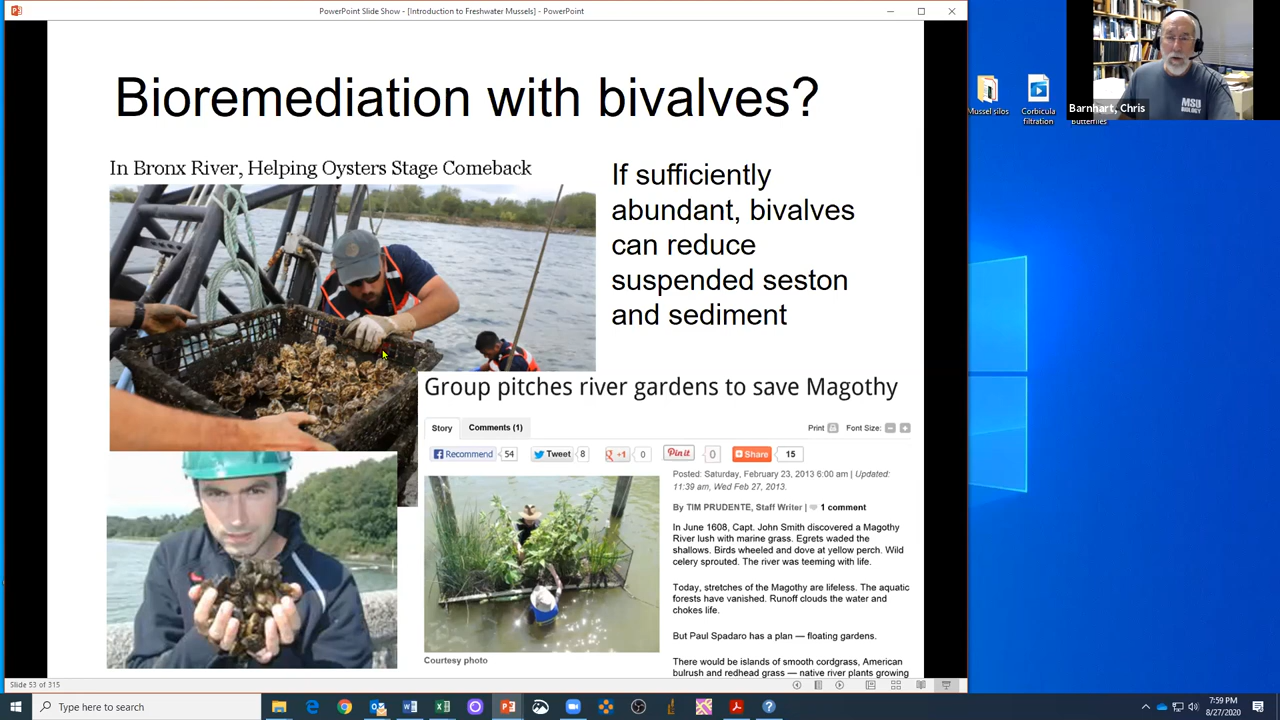 PowerPoint Slide Show - [Introduction to Freshwater Mussels] - PowerPoint
Bioremediation with bivalves?
In Bronx River, Helping Oysters Stage Comeback
If sufficiently
abundant, bivalves
can reduce
suspended seston
and sediment
Group pitches river gardens to save Magothy
Story
Comments (1)
Print
Font Size:
Recommend 54
Tweet 8
+1 0
Pin it 0
Share 15
Posted: Saturday, February 23, 2013 6:00 am | Updated:
11:39 am, Wed Feb 27, 2013.
By TIM PRUDENTE, Staff Writer | 1 comment
In June 1608, Capt. John Smith discovered a Magothy
River lush with marine grass. Egrets waded the
shallows. Birds wheeled and dove at yellow perch. Wild
celery sprouted. The river was teeming with life.
Today, stretches of the Magothy are lifeless. The aquatic
forests have vanished. Runoff clouds the water and
chokes life.
But Paul Spadaro has a plan — floating gardens.
There would be islands of smooth cordgrass, American
bulrush and redhead grass — native river plants growing
Courtesy photo
Slide 53 of 315
Mussel silos
Corbicula
filtration
Butterflies
Barnhart, Chris
MSU
BIOLOGY
Type here to search
7:59 PM
8/27/2020